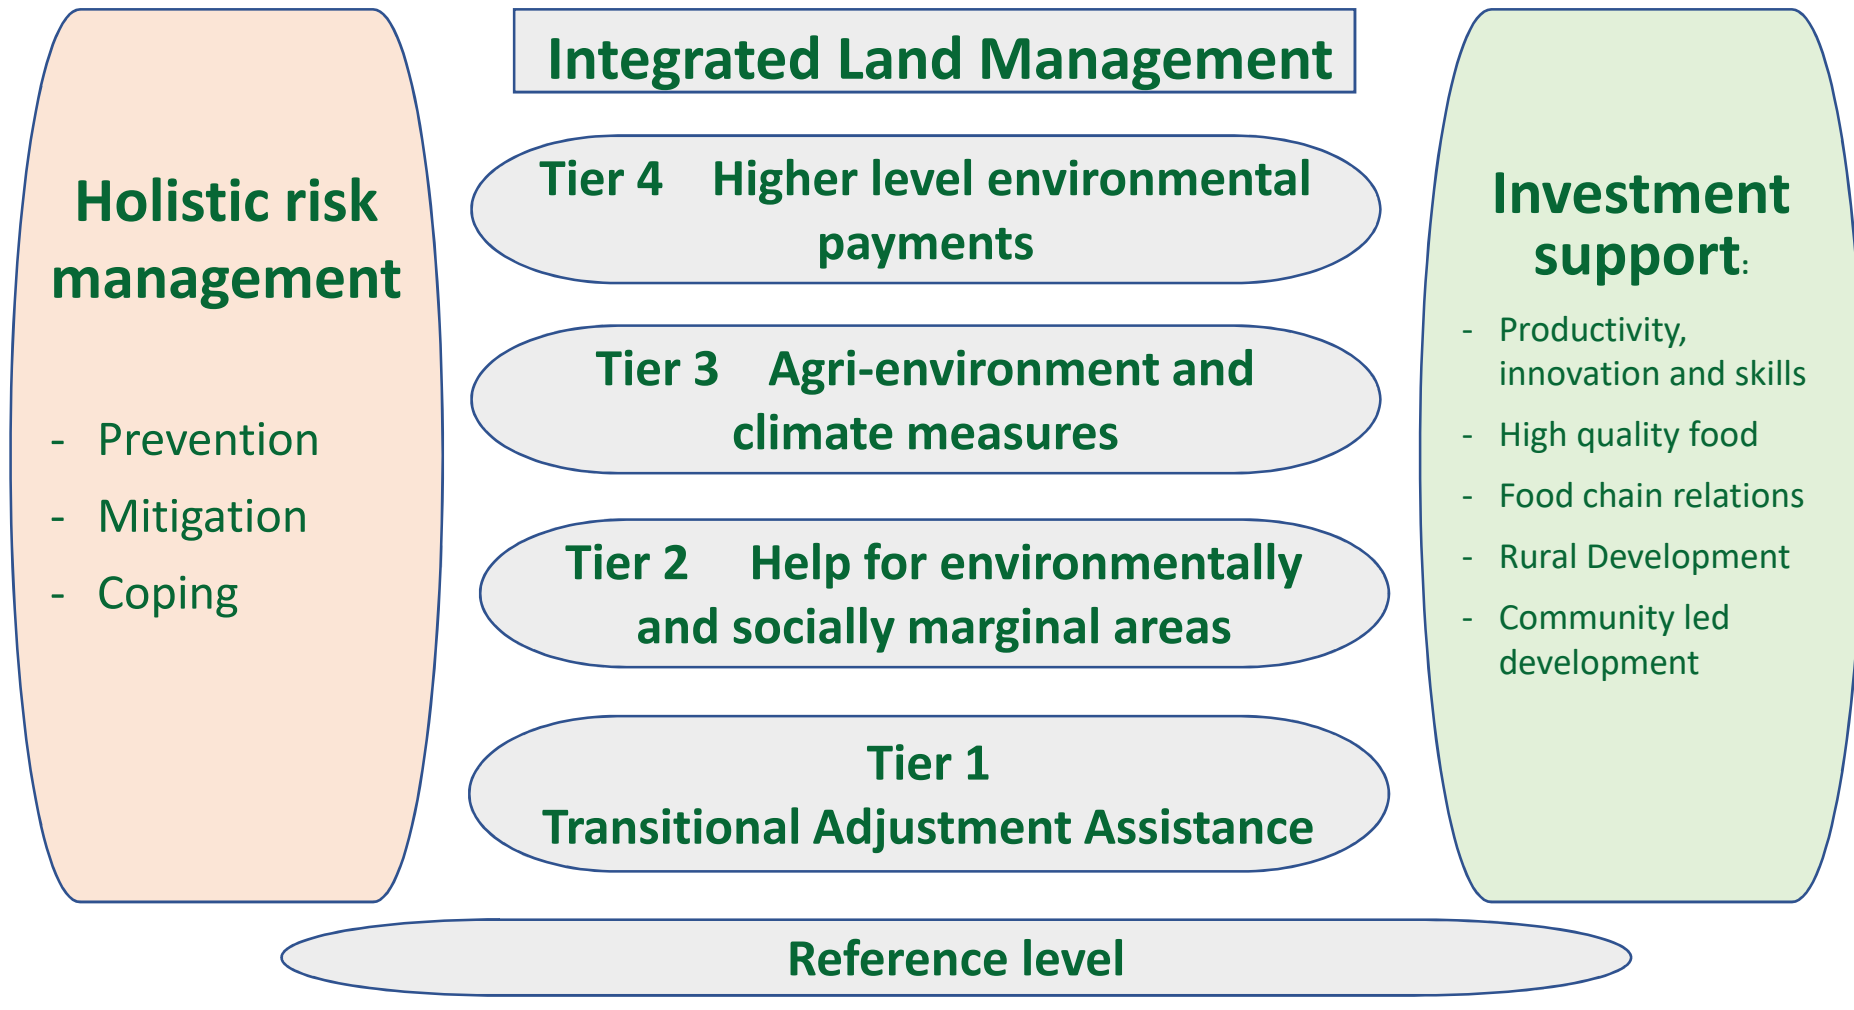 Integrated Land Management
Holistic risk
management
- Prevention
- Mitigation
- Coping
Tier 4 Higher level environmental
payments
Tier 3 Agri-environment and
climate measures
Tier 2 Help for environmentally
and socially marginal areas
Tier 1
Transitional Adjustment Assistance
Investment
support:
- Productivity,
innovation and skills
- High quality food
- Food chain relations
- Rural Development
- Community led
development
Reference level